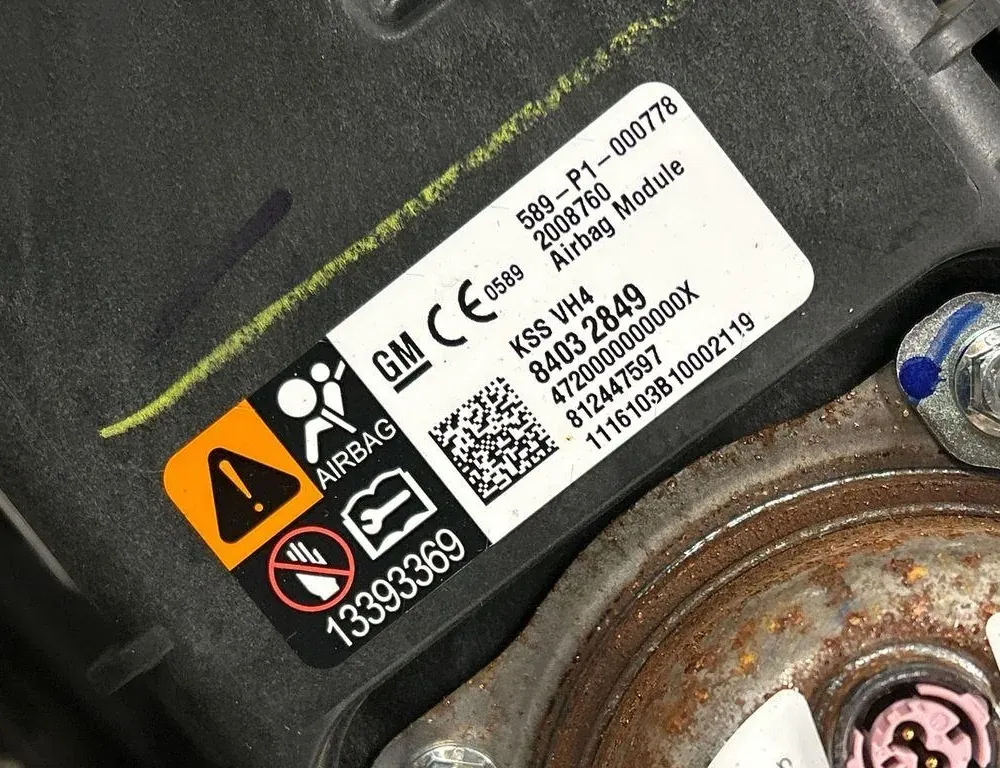 589-P1-000778
2008760
Airbag Module
GM CE 0589
KSS VH4
8403 2849
4720000000000X
812447597
1116103B10002119
AIRBAG
13393369